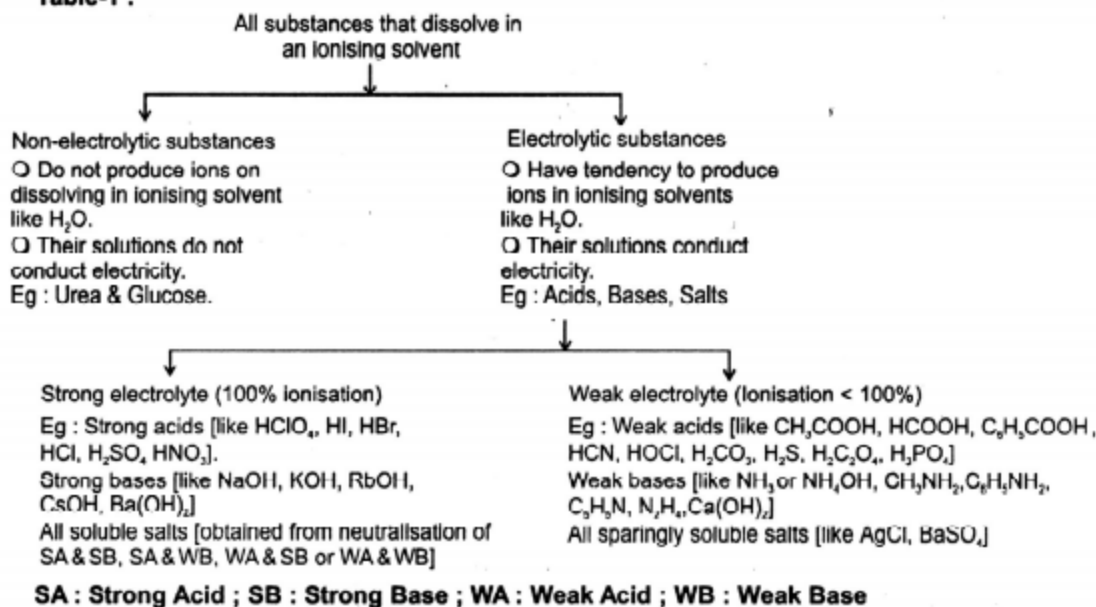 Table-1 :
All substances that dissolve in
an ionising solvent
Non-electrolytic substances
O Do not produce ions on
dissolving in ionising solvent
like H₂O.
O Their solutions do not
conduct electricity.
Eg : Urea & Glucose.
Electrolytic substances
O Have tendency to produce
ions in ionising solvents
like H₂O.
O Their solutions conduct
electricity.
Eg : Acids, Bases, Salts
Strong electrolyte (100% ionisation)
Eg : Strong acids [like HClO₄, HI, HBr,
HCl, H₂SO₄ HNO₃].
Strong bases [like NaOH, KOH, RbOH,
CsOH, Ba(OH)₂]
All soluble salts [obtained from neutralisation of
SA & SB, SA & WB, WA & SB or WA & WB]
Weak electrolyte (Ionisation < 100%)
Eg : Weak acids [like CH₃COOH, HCOOH, C₆H₅COOH,
HCN, HOCl, H₂CO₃, H₂S, H₂C₂O₄, H₃PO₄]
Weak bases [like NH₃ or NH₄OH, CH₃NH₂, C₆H₅NH₂,
C₅H₅N, N₂H₄, Ca(OH)₂]
All sparingly soluble salts [like AgCl, BaSO₄]
SA : Strong Acid ; SB : Strong Base ; WA : Weak Acid ; WB : Weak Base